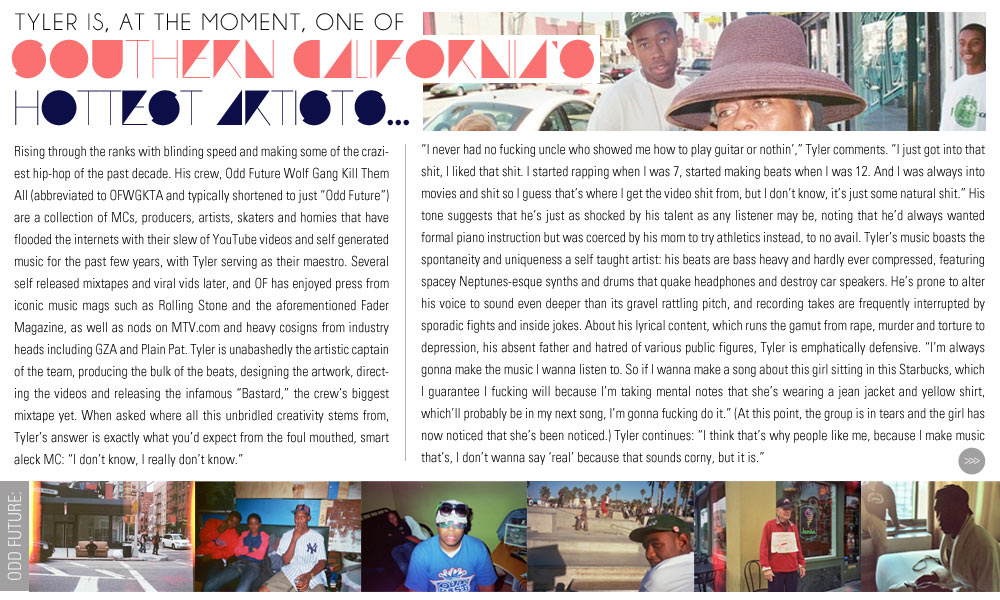 TYLER IS, AT THE MOMENT, ONE OF
SOUTHERN CALIFORNIA'S
HOTTEST ARTISTS...
Rising through the ranks with blinding speed and making some of the crazi-
est hip-hop of the past decade. His crew, Odd Future Wolf Gang Kill Them
All (abbreviated to OFWGKTA and typically shortened to just “Odd Future”)
are a collection of MCs, producers, artists, skaters and homies that have
flooded the internets with their slew of YouTube videos and self generated
music for the past few years, with Tyler serving as their maestro. Several
self released mixtapes and viral vids later, and OF has enjoyed press from
iconic music mags such as Rolling Stone and the aforementioned Fader
Magazine, as well as nods on MTV.com and heavy cosigns from industry
heads including GZA and Plain Pat. Tyler is unabashedly the artistic captain
of the team, producing the bulk of the beats, designing the artwork, direct-
ing the videos and releasing the infamous “Bastard,” the crew’s biggest
mixtape yet. When asked where all this unbridled creativity stems from,
Tyler’s answer is exactly what you’d expect from the foul mouthed, smart
aleck MC: “I don’t know, I really don’t know.”
“I never had no fucking uncle who showed me how to play guitar or nothin’,” Tyler comments. “I just got into that
shit, I liked that shit. I started rapping when I was 7, started making beats when I was 12. And I was always into
movies and shit so I guess that’s where I get the video shit from, but I don’t know, it’s just some natural shit.” His
tone suggests that he’s just as shocked by his talent as any listener may be, noting that he’d always wanted
formal piano instruction but was coerced by his mom to try athletics instead, to no avail. Tyler’s music boasts the
spontaneity and uniqueness a self taught artist: his beats are bass heavy and hardly ever compressed, featuring
spacey Neptunes-esque synths and drums that quake headphones and destroy car speakers. He’s prone to alter
his voice to sound even deeper than its gravel rattling pitch, and recording takes are frequently interrupted by
sporadic fights and inside jokes. About his lyrical content, which runs the gamut from rape, murder and torture to
depression, his absent father and hatred of various public figures, Tyler is emphatically defensive. “I’m always
gonna make the music I wanna listen to. So if I wanna make a song about this girl sitting in this Starbucks, which
I guarantee I fucking will because I’m taking mental notes that she’s wearing a jean jacket and yellow shirt,
which’ll probably be in my next song, I’m gonna fucking do it.” (At this point, the group is in tears and the girl has
now noticed that she’s been noticed.) Tyler continues: “I think that’s why people like me, because I make music
that’s, I don’t wanna say ‘real’ because that sounds corny, but it is.”
>>>
ODD FUTURE: